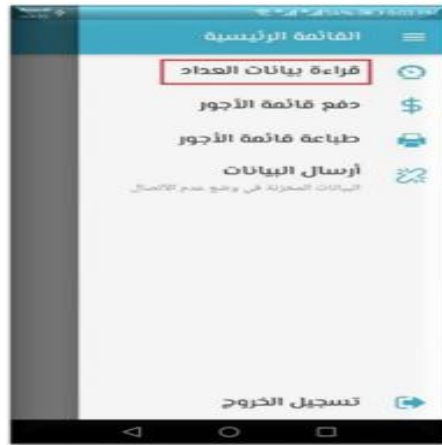 القائمة الرئيسية
قراءة بيانات العداد
دفع قائمة الأجور
طباعة قائمة الأجور
أرسال البيانات
البيانات المخزنة في وضع عدم الاتصال
تسجيل الخروج